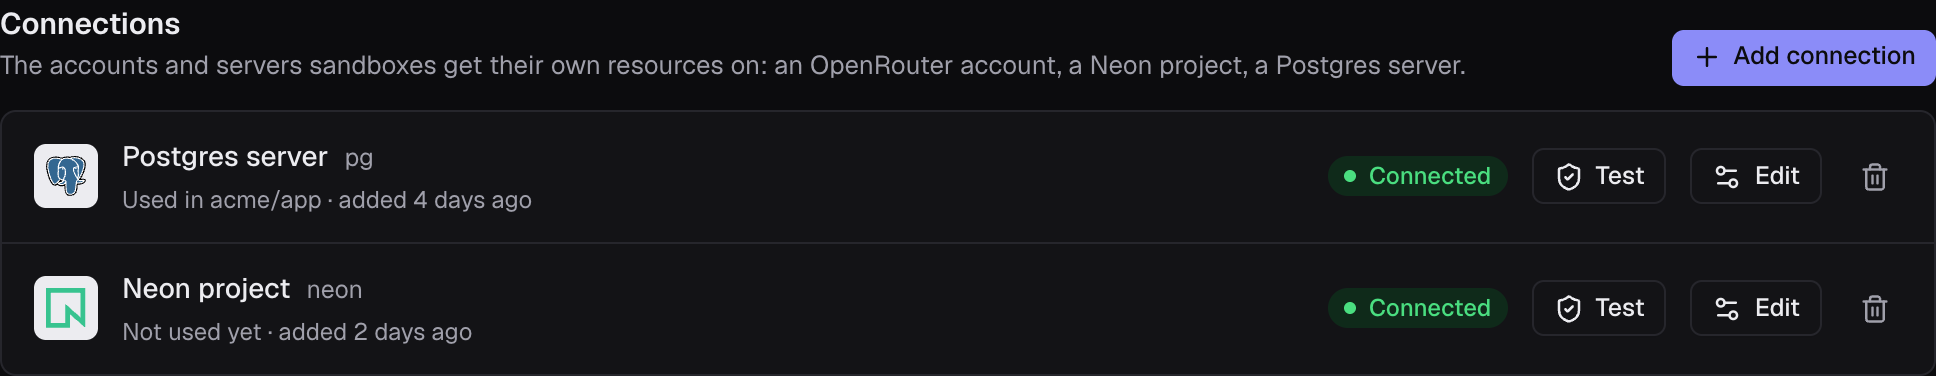 Connections
The accounts and servers sandboxes get their own resources on: an OpenRouter account, a Neon project, a Postgres server.
Add connection
Postgres server pg
Used in acme/app · added 4 days ago
Connected
Test
Edit
Neon project neon
Not used yet · added 2 days ago
Connected
Test
Edit